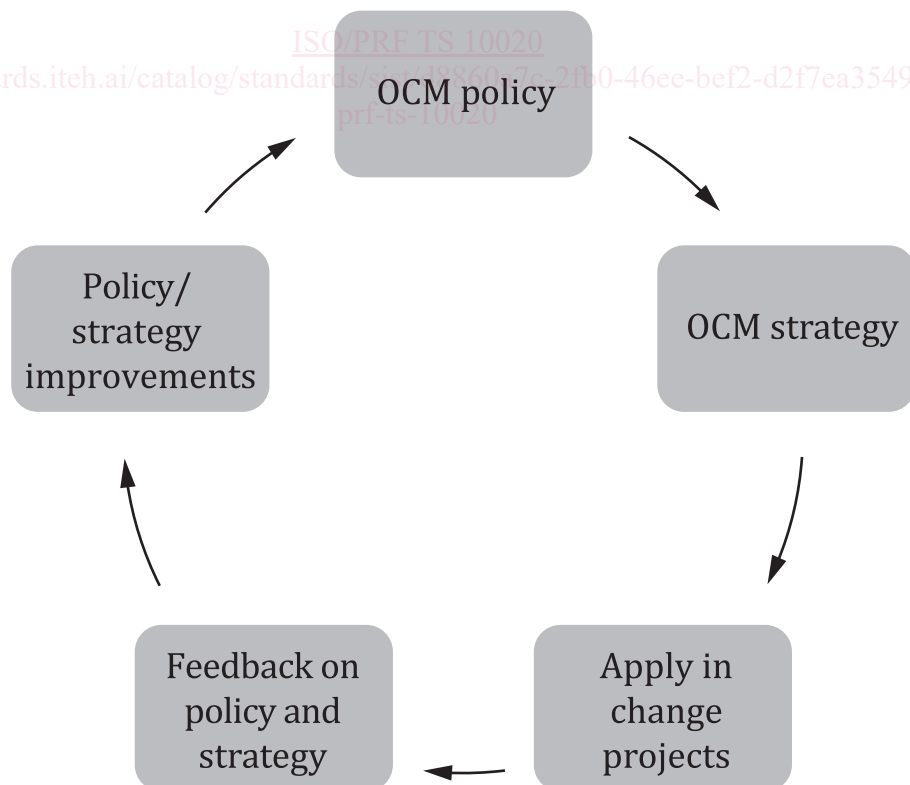 ISO/PRF TS 10020
rds.iteh.ai/catalog/standards/sist/d8860a7c-2fb0-46ee-bef2-d2f7ea3549
OCM policy
prf-ts-10020
Policy/
strategy
improvements
OCM strategy
Feedback on
policy and
strategy
Apply in
change
projects